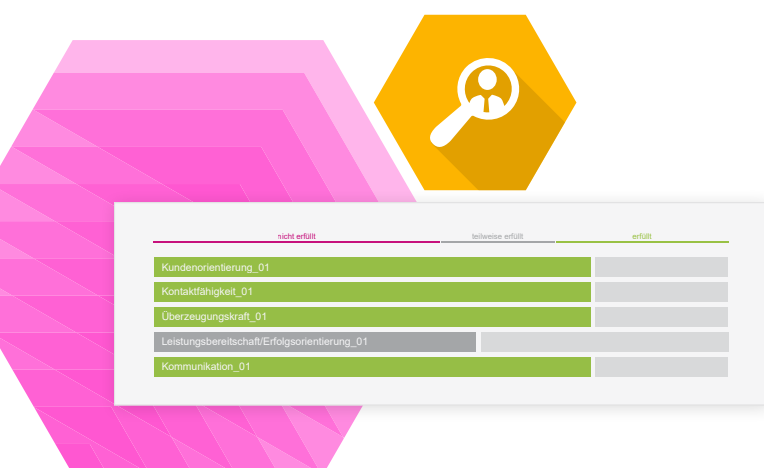 nicht erfüllt teilweise erfüllt erfüllt
Kundenorientierung_01
Kontaktfähigkeit_01
Überzeugungskraft_01
Leistungsbereitschaft/Erfolgsorientierung_01
Kommunikation_01